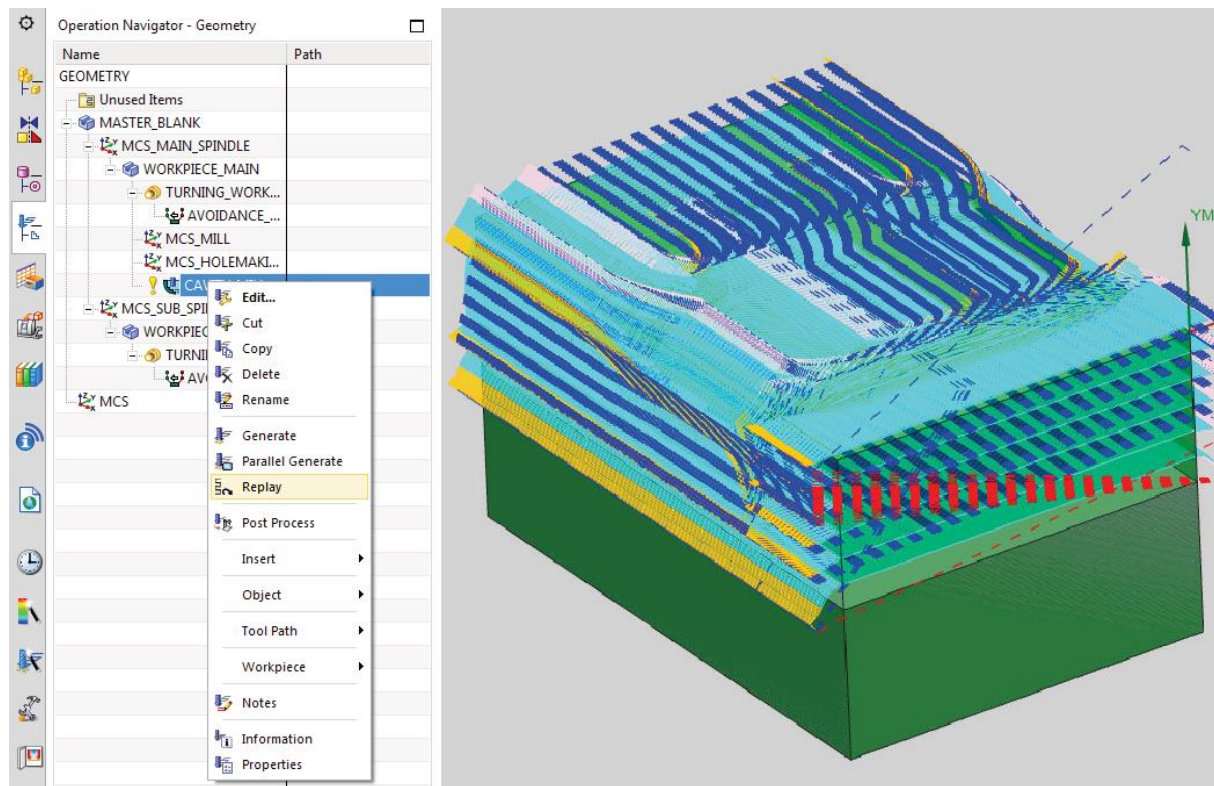 Operation Navigator - Geometry
Name Path
GEOMETRY
Unused Items
MASTER_BLANK
MCS_MAIN_SPINDLE
WORKPIECE_MAIN
TURNING_WORK...
AVOIDANCE_...
MCS_MILL
MCS_HOLEMAKI...
MCS_SUB_SPI
WORKPIEC
TURNI
AV
MCS
Edit...
Cut
Copy
Delete
Rename
Generate
Parallel Generate
Replay
Post Process
Insert
Object
Tool Path
Workpiece
Notes
Information
Properties
YM